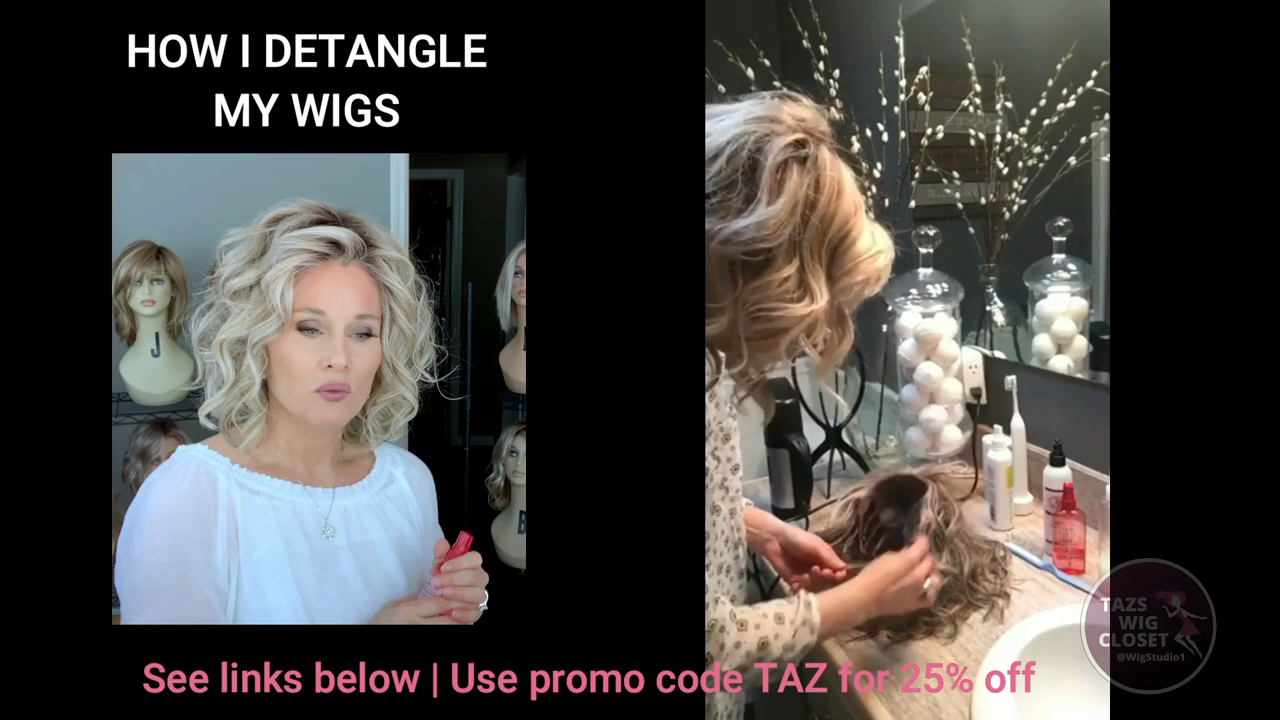 HOW I DETANGLE
MY WIGS
J
B
TAZS
WIG
CLOSET
@WigStudio1
See links below | Use promo code TAZ for 25% off